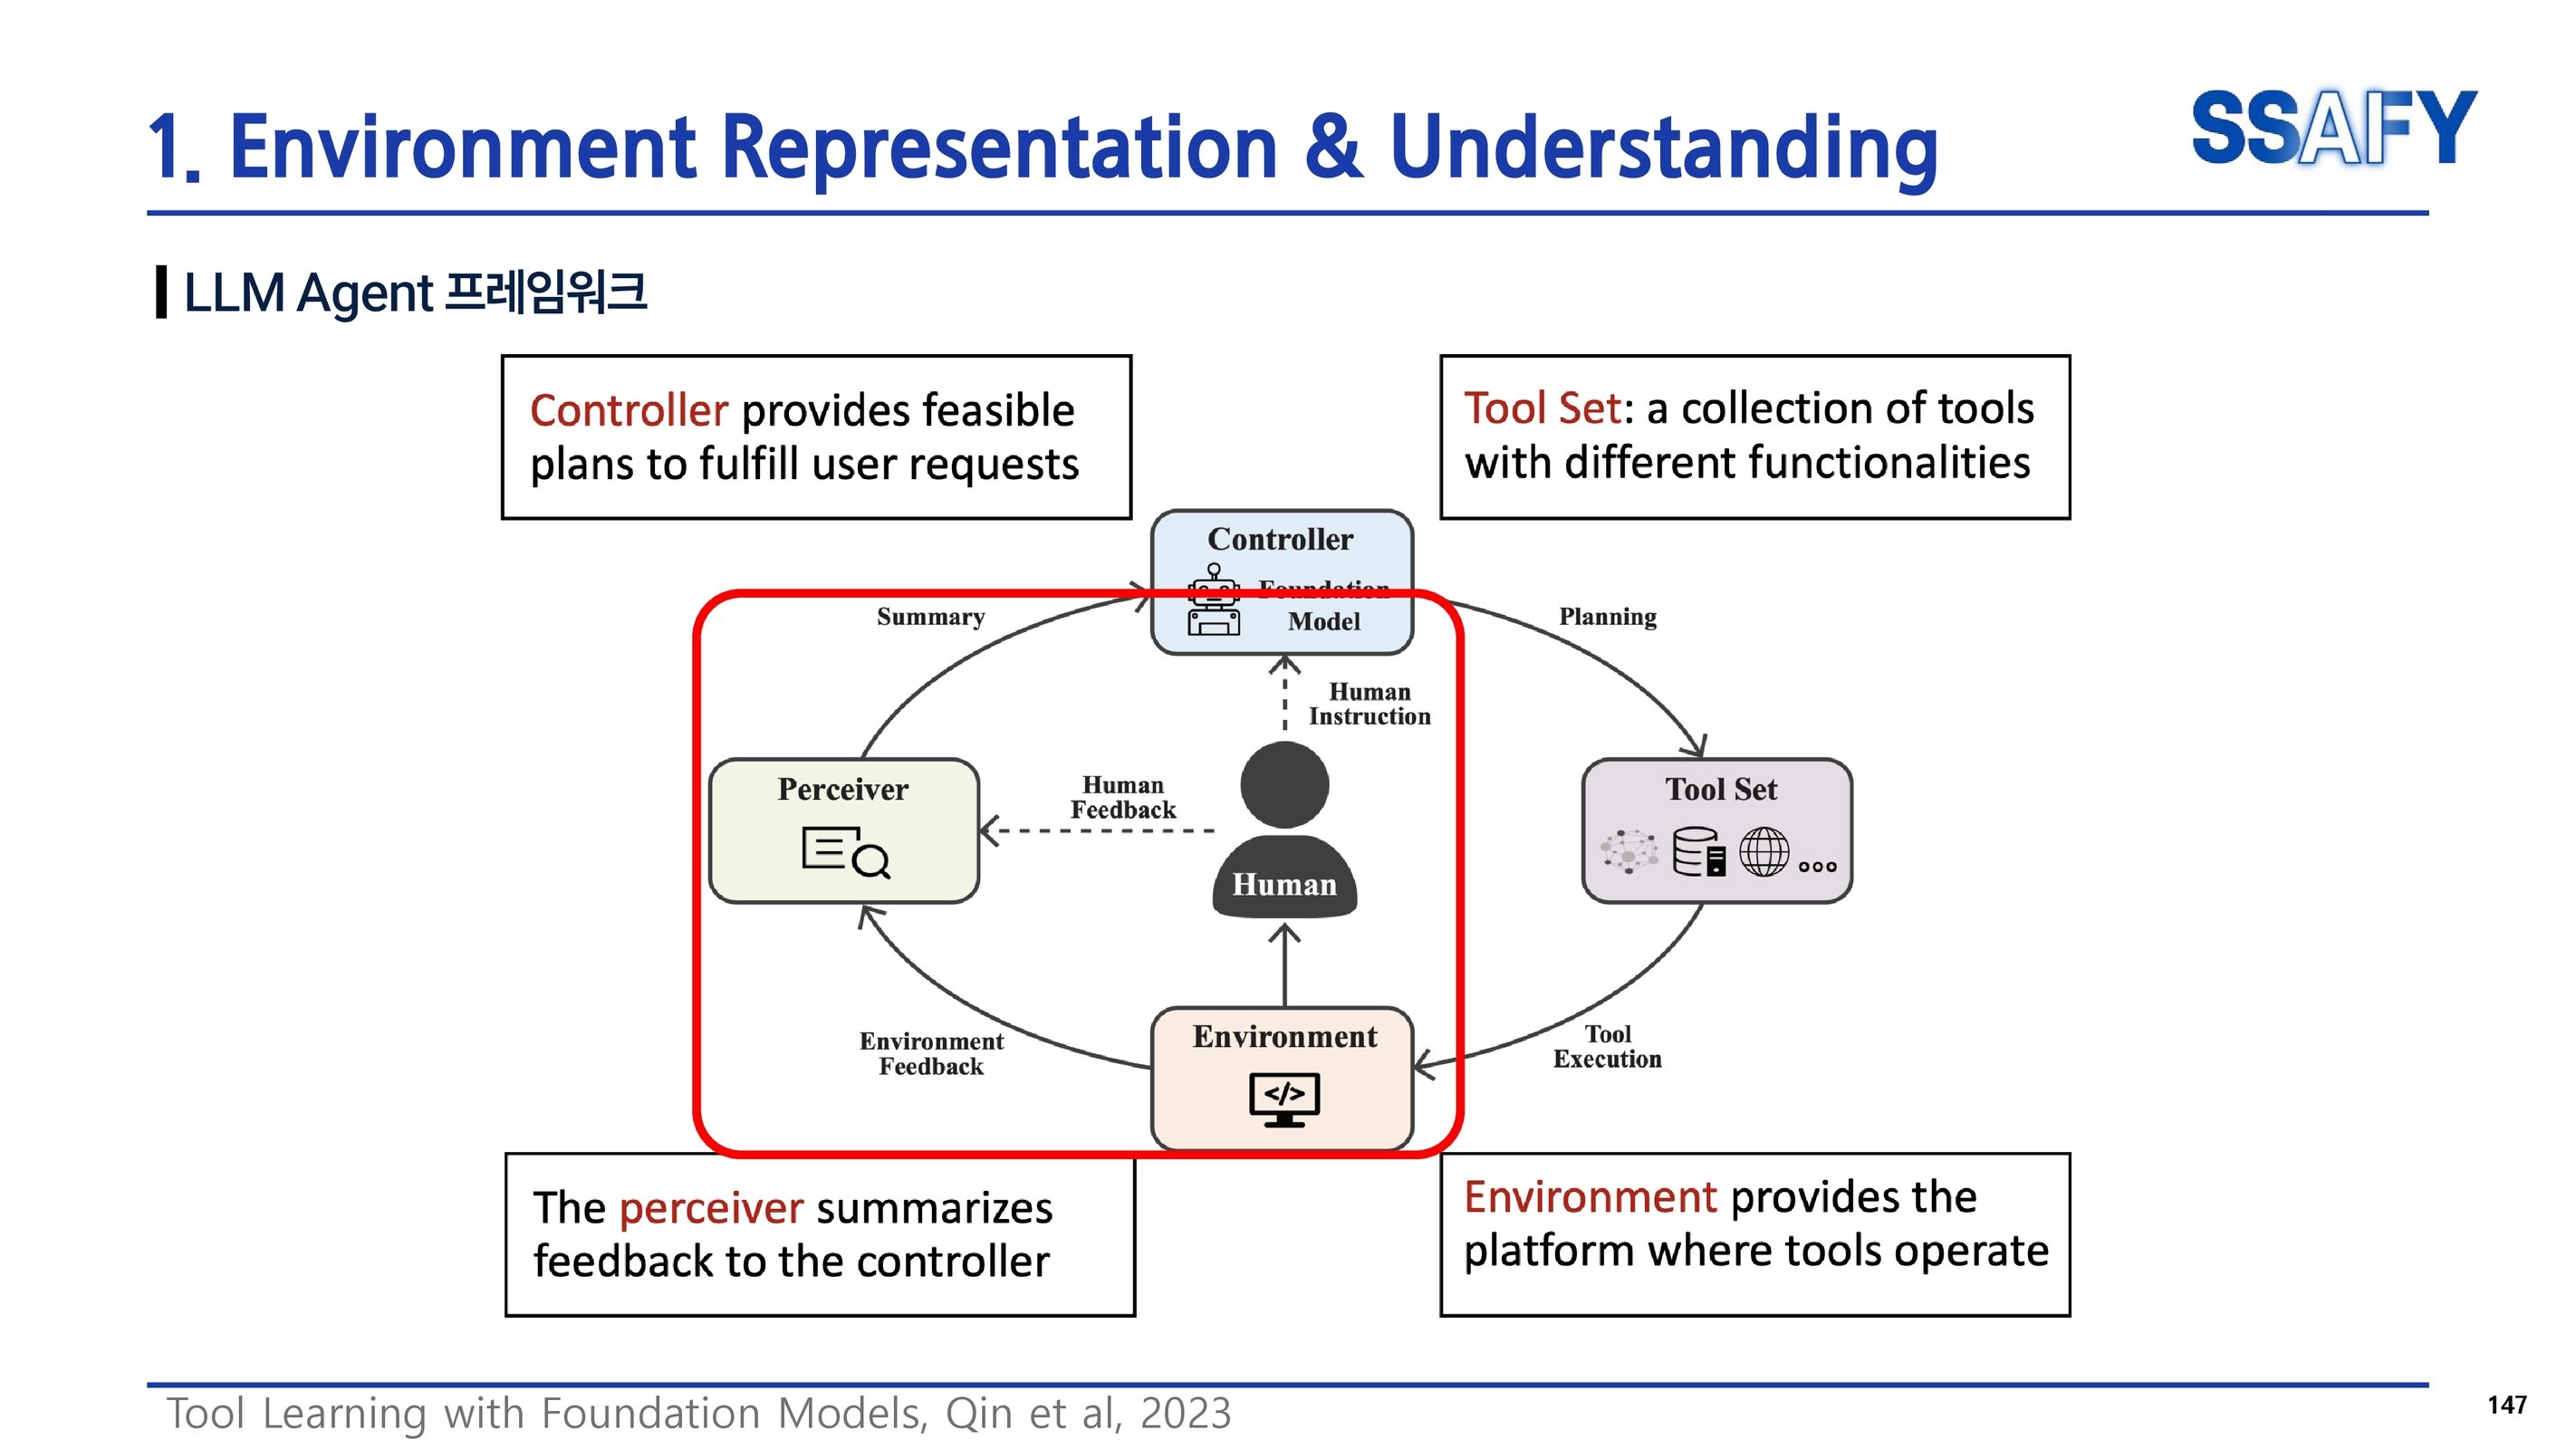 1. Environment Representation & Understanding
SSAFY
LLM Agent 프레임워크
Controller provides feasible
plans to fulfill user requests
Tool Set: a collection of tools
with different functionalities
Controller
Foundation
Model
Summary
Planning
Human
Instruction
Perceiver
Human
Feedback
Human
Tool Set
Environment
Feedback
Environment
</>
Tool
Execution
The perceiver summarizes
feedback to the controller
Environment provides the
platform where tools operate
Tool Learning with Foundation Models, Qin et al, 2023
147